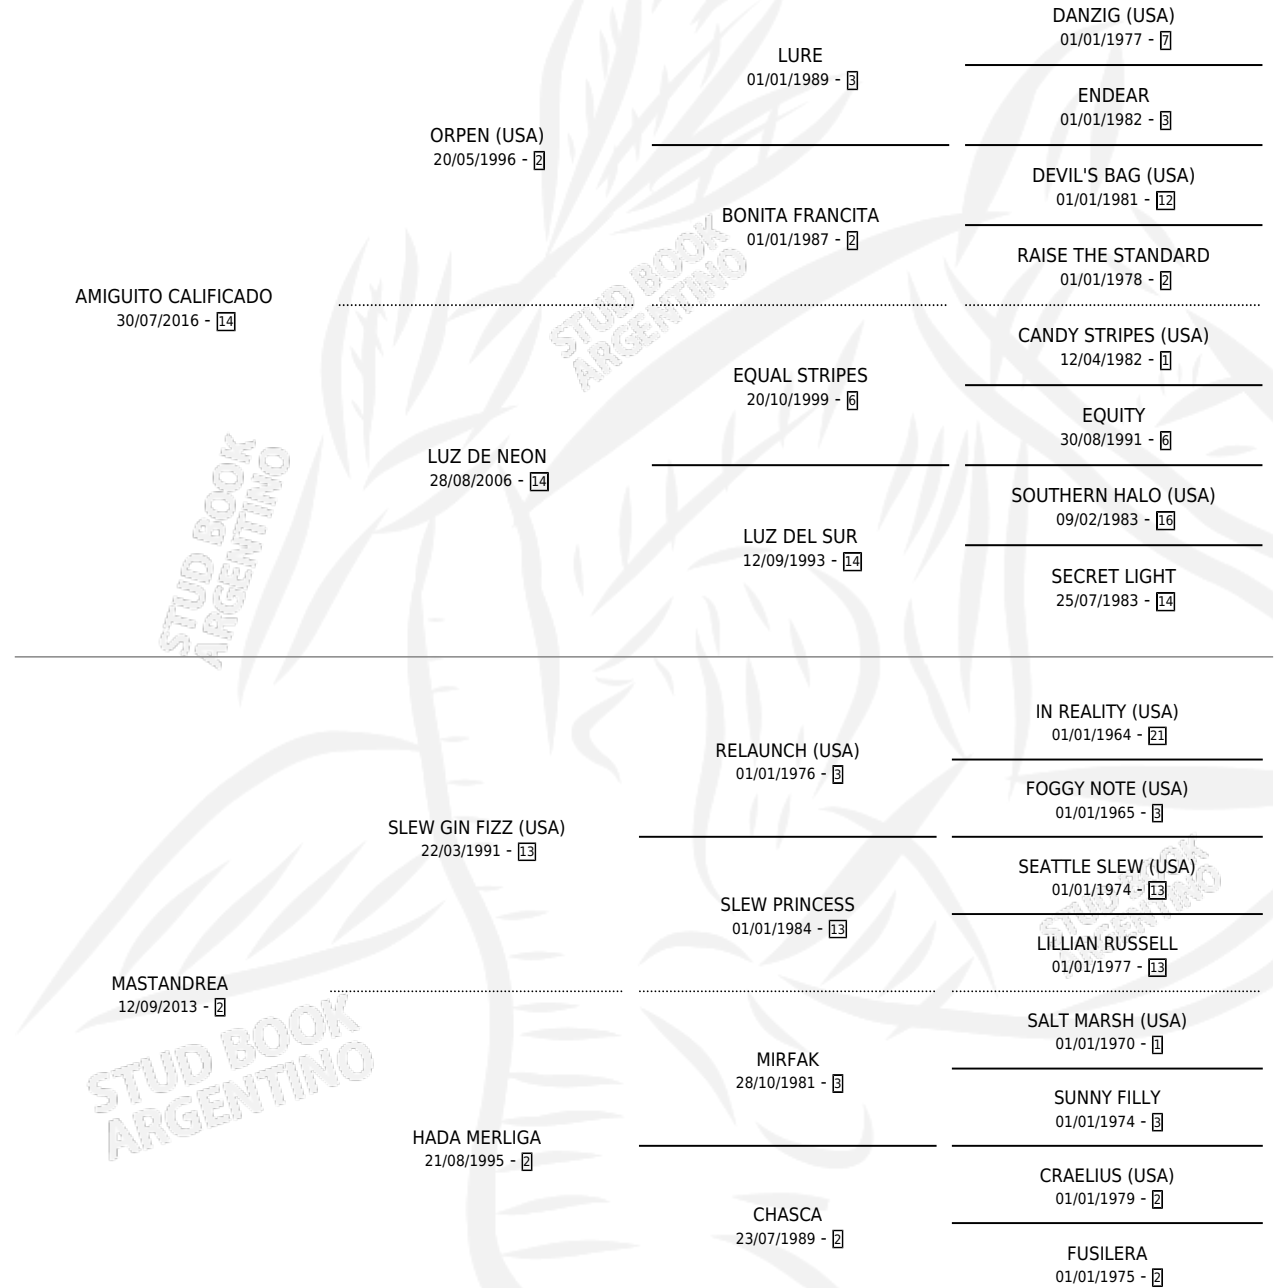 DANZIG (USA)
01/01/1977 - 7
LURE
01/01/1989 - 3
ENDEAR
01/01/1982 - 3
ORPEN (USA)
20/05/1996 - 2
DEVIL'S BAG (USA)
01/01/1981 - 12
BONITA FRANCITA
01/01/1987 - 2
RAISE THE STANDARD
01/01/1978 - 2
AMIGUITO CALIFICADO
30/07/2016 - 14
CANDY STRIPES (USA)
12/04/1982 - 1
EQUAL STRIPES
20/10/1999 - 6
EQUITY
30/08/1991 - 6
LUZ DE NEON
28/08/2006 - 14
SOUTHERN HALO (USA)
09/02/1983 - 16
LUZ DEL SUR
12/09/1993 - 14
SECRET LIGHT
25/07/1983 - 14
STUD BOOK
ARGENTINO
STUD BOOK
ARGENTINO
IN REALITY (USA)
01/01/1964 - 21
RELAUNCH (USA)
01/01/1976 - 3
FOGGY NOTE (USA)
01/01/1965 - 3
SLEW GIN FIZZ (USA)
22/03/1991 - 13
SEATTLE SLEW (USA)
01/01/1974 - 13
SLEW PRINCESS
01/01/1984 - 13
LILLIAN RUSSELL
01/01/1977 - 13
STUD BOOK
ARGENTINO
MASTANDREA
12/09/2013 - 2
SALT MARSH (USA)
01/01/1970 - 1
MIRFAK
28/10/1981 - 3
SUNNY FILLY
01/01/1974 - 3
HADA MERLIGA
21/08/1995 - 2
CRAELIUS (USA)
01/01/1979 - 2
CHASCA
23/07/1989 - 2
FUSILERA
01/01/1975 - 2
STUD BOOK
ARGENTINO